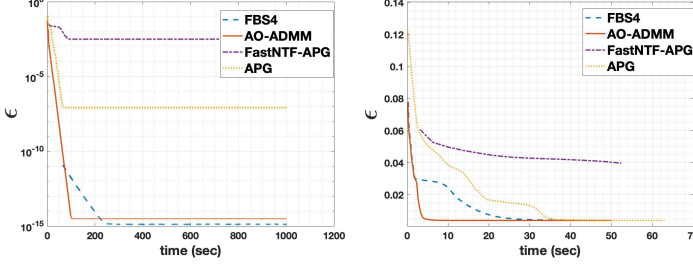 10⁰
10⁻⁵
10⁻¹⁰
10⁻¹⁵
ϵ
0 200 400 600 800 1000 1200
time (sec)
FBS4
AO-ADMM
FastNTF-APG
APG
0.14
0.12
0.1
0.08
0.06
0.04
0.02
ϵ
0 10 20 30 40 50 60
time (sec)
FBS4
AO-ADMM
FastNTF-APG
APG